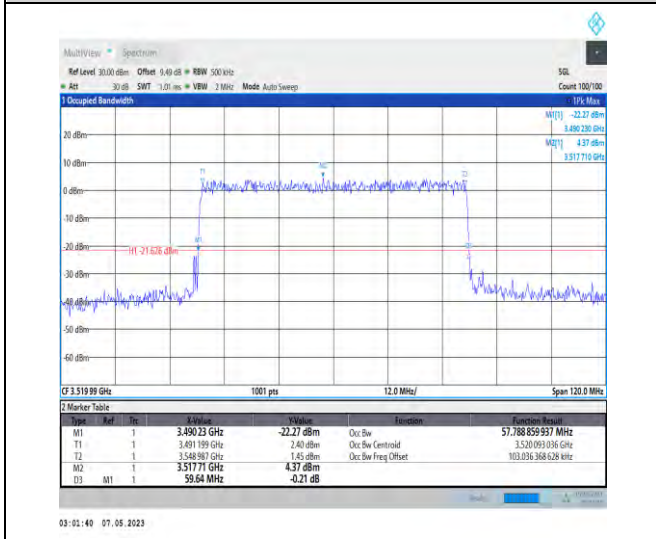 MultiView Spectrum
Ref Level 30.00 dBm Offset 9.49 dB RBW 500 kHz SGL
Att 30 dB SWT 1.01 ms VBW 2 MHz Mode Auto Sweep Count 100/100
1 Occupied Bandwidth 1Pk Max
M1[1] -22.27 dBm
3.490 230 GHz
M2[1] 4.37 dBm
3.517 710 GHz
20 dBm
10 dBm
0 dBm
-10 dBm
-20 dBm
-30 dBm
-40 dBm
-50 dBm
-60 dBm
T1
M2
T2
M1
H1 -21.626 dBm
CF 3.519 99 GHz 1001 pts 12.0 MHz/ Span 120.0 MHz
2 Marker Table
Type Ref Trc X-Value Y-Value Function Function Result
M1 1 3.490 23 GHz -22.27 dBm Occ Bw 57.788 859 937 MHz
T1 1 3.491 199 GHz 2.40 dBm Occ Bw Centroid 3.520 093 036 GHz
T2 1 3.548 987 GHz 1.45 dBm Occ Bw Freq Offset 103.036 368 628 kHz
M2 1 3.517 71 GHz 4.37 dBm
D3 M1 1 59.64 MHz -0.21 dB
03:01:40 07.05.2023